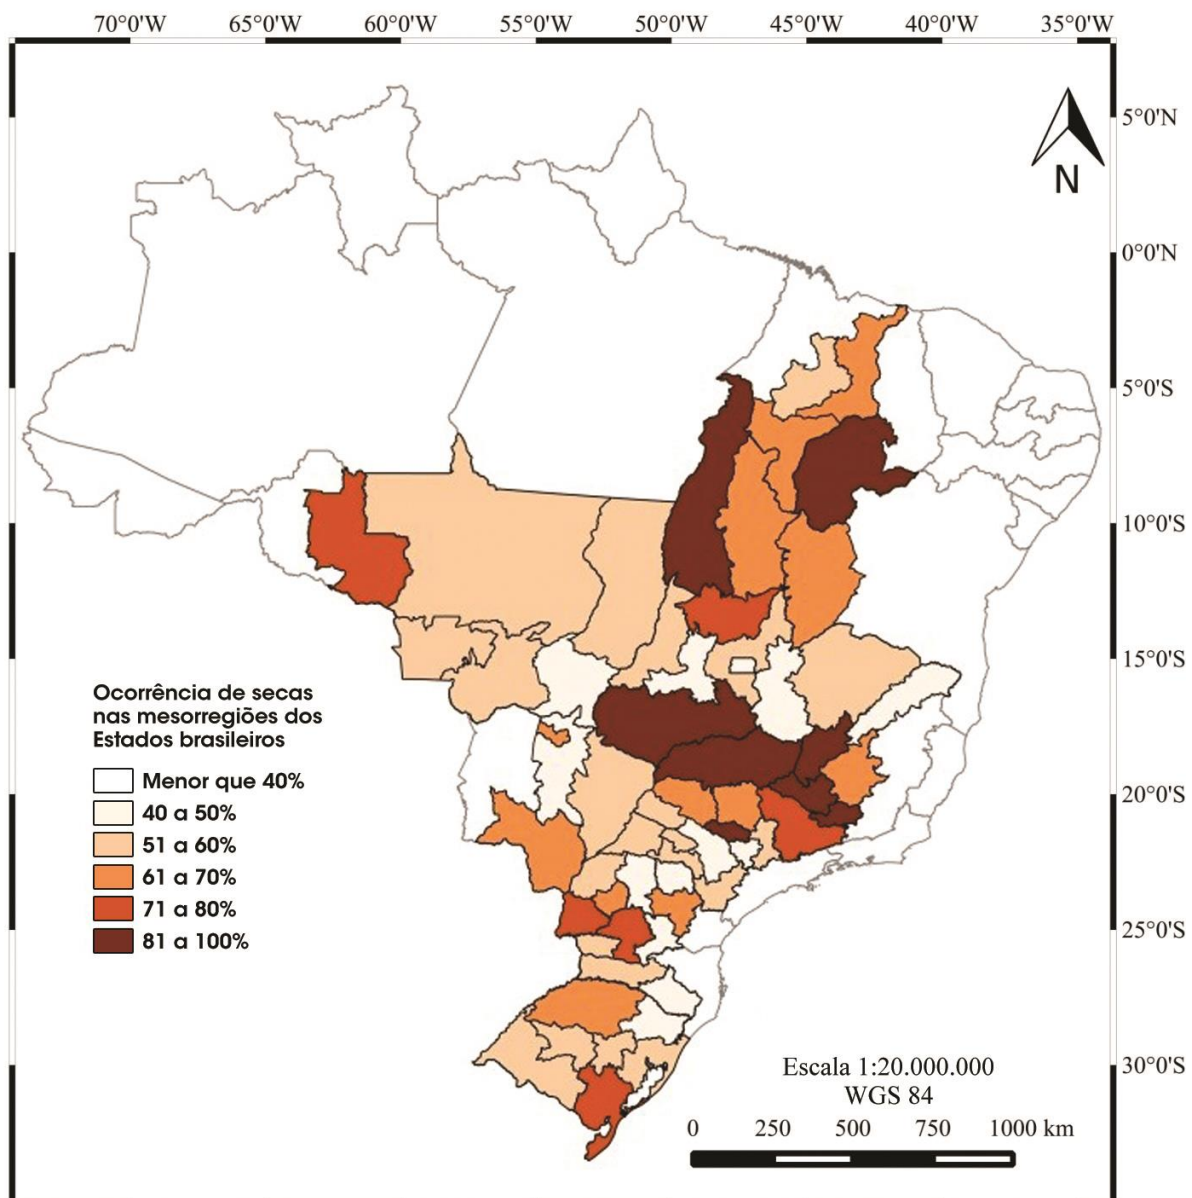 70°0'W 65°0'W 60°0'W 55°0'W 50°0'W 45°0'W 40°0'W 35°0'W
5°0'N
N
0°0'N
5°0'S
10°0'S
15°0'S
Ocorrência de secas
nas mesorregiões dos
Estados brasileiros
Menor que 40%
40 a 50%
20°0'S
51 a 60%
61 a 70%
71 a 80%
25°0'S
81 a 100%
Escala 1:20.000.000
30°0'S
WGS 84
0 250 500 750 1000 km